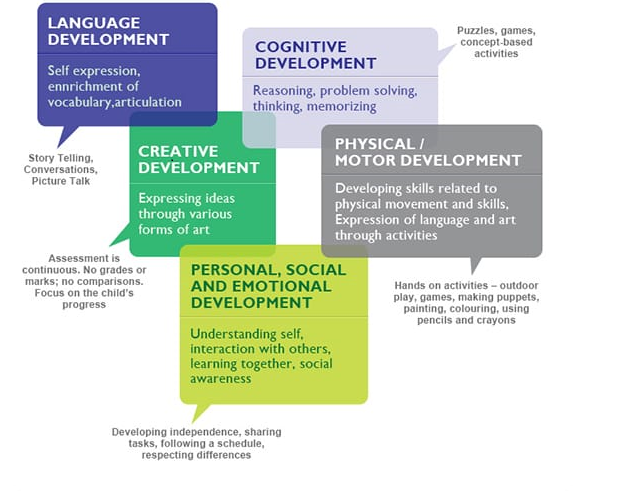 LANGUAGE
DEVELOPMENT
Self expression,
ennrichment of
vocabulary,articulation
Story Telling,
Conversations,
Picture Talk
COGNITIVE
DEVELOPMENT
Reasoning, problem solving,
thinking, memorizing
Puzzles, games,
concept-based
activities
CREATIVE
DEVELOPMENT
Expressing ideas
through various
forms of art
Assessment is
continuous. No grades or
marks; no comparisons.
Focus on the child's
progress
PHYSICAL /
MOTOR DEVELOPMENT
Developing skills related to
physical movement and skills,
Expression of language and art
through activities
Hands on activities – outdoor
play, games, making puppets,
painting, colouring, using
pencils and crayons
PERSONAL, SOCIAL
AND EMOTIONAL
DEVELOPMENT
Understanding self,
interaction with others,
learning together, social
awareness
Developing independence, sharing
tasks, following a schedule,
respecting differences